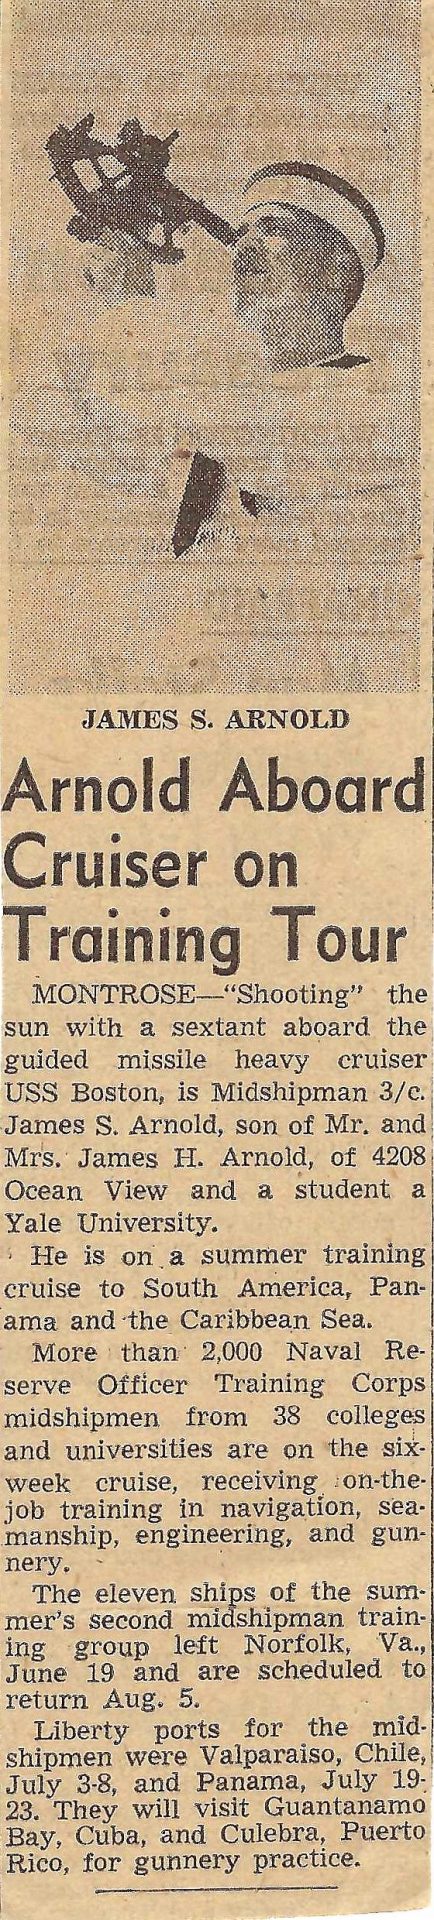 JAMES S. ARNOLD
Arnold Aboard
Cruiser on
Training Tour
MONTROSE—"Shooting" the
sun with a sextant aboard the
guided missile heavy cruiser
USS Boston, is Midshipman 3/c.
James S. Arnold, son of Mr. and
Mrs. James H. Arnold, of 4208
Ocean View and a student a
Yale University.
He is on a summer training
cruise to South America, Pan-
ama and the Caribbean Sea.
More than 2,000 Naval Re-
serve Officer Training Corps
midshipmen from 38 colleges
and universities are on the six-
week cruise, receiving on-the-
job training in navigation, sea-
manship, engineering, and gun-
nery.
The eleven ships of the sum-
mer's second midshipman train-
ing group left Norfolk, Va.,
June 19 and are scheduled to
return Aug. 5.
Liberty ports for the mid-
shipmen were Valparaiso, Chile,
July 3-8, and Panama, July 19-
23. They will visit Guantanamo
Bay, Cuba, and Culebra, Puerto
Rico, for gunnery practice.